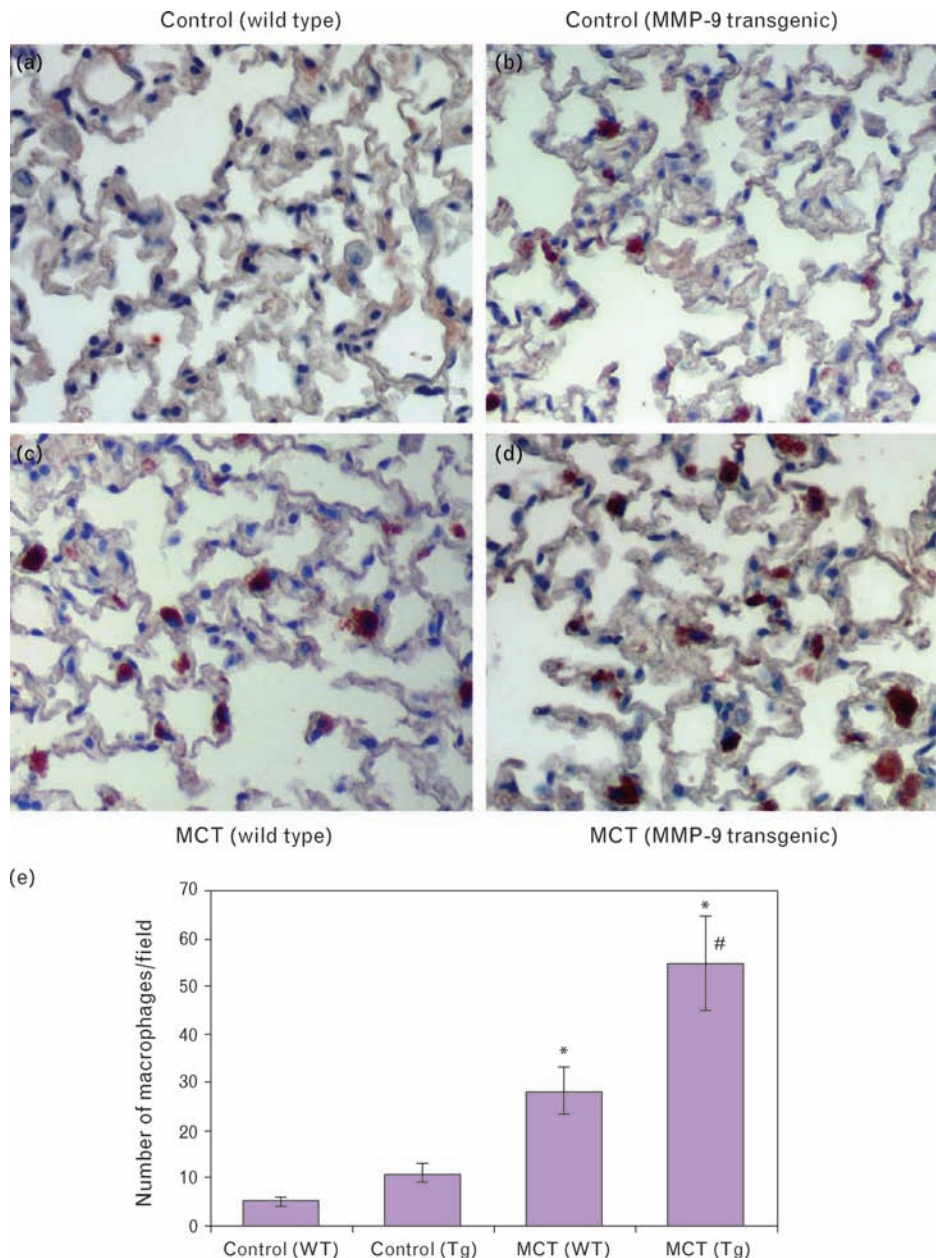 Control (wild type)
Control (MMP-9 transgenic)
(a)
(b)
(c)
(d)
MCT (wild type)
MCT (MMP-9 transgenic)
(e)
Number of macrophages/field
70
60
50
40
30
20
10
0
*
*
#
Control (WT)
Control (Tg)
MCT (WT)
MCT (Tg)